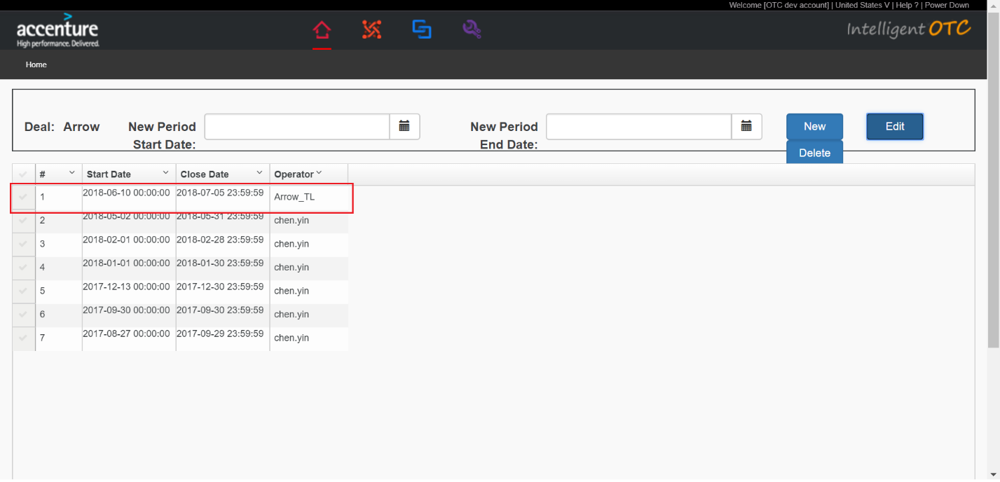 Welcome [OTC dev account] | United States V | Help ? | Power Down
accenture
High performance. Delivered.
Intelligent OTC
Home
Deal: Arrow
New Period
Start Date:
New Period
End Date:
New
Edit
Delete
# Start Date Close Date Operator
1 2018-06-10 00:00:00 2018-07-05 23:59:59 Arrow_TL
2 2018-05-02 00:00:00 2018-05-31 23:59:59 chen.yin
3 2018-02-01 00:00:00 2018-02-28 23:59:59 chen.yin
4 2018-01-01 00:00:00 2018-01-30 23:59:59 chen.yin
5 2017-12-13 00:00:00 2017-12-30 23:59:59 chen.yin
6 2017-09-30 00:00:00 2017-09-30 23:59:59 chen.yin
7 2017-08-27 00:00:00 2017-09-29 23:59:59 chen.yin